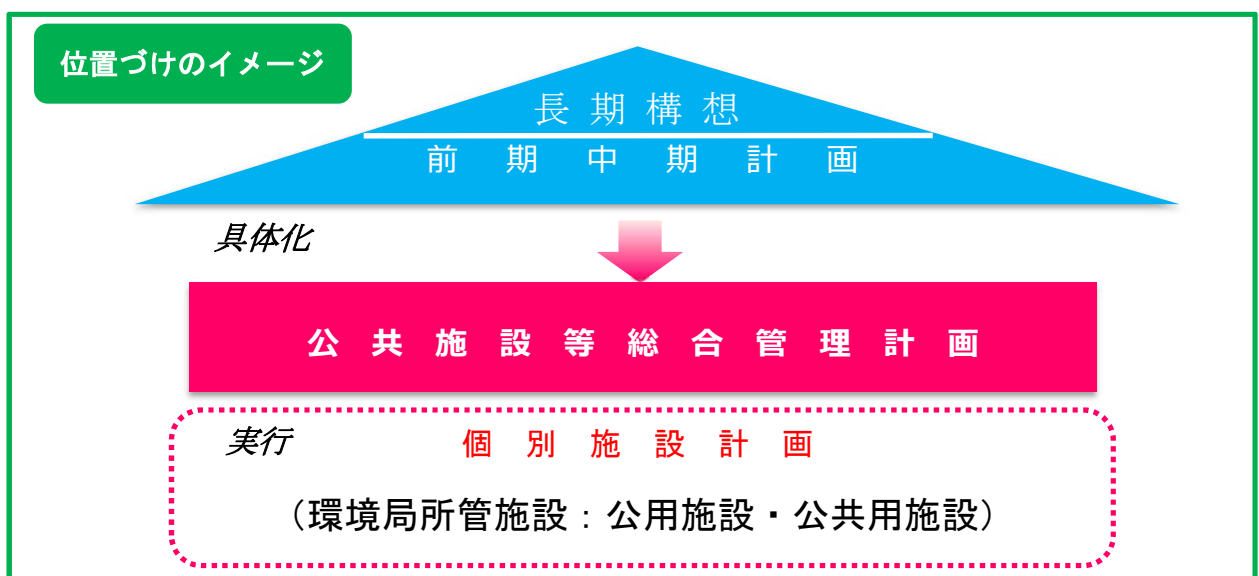 位置づけのイメージ
長期構想
前期中期計画
具体化
公共施設等総合管理計画
実行
個別施設計画
（環境局所管施設：公用施設・公共用施設）